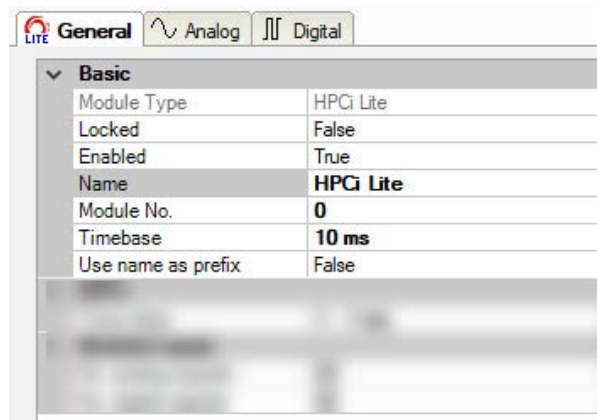 LITE General Analog Digital
Basic
Module Type HPCi Lite
Locked False
Enabled True
Name HPCi Lite
Module No. 0
Timebase 10 ms
Use name as prefix False